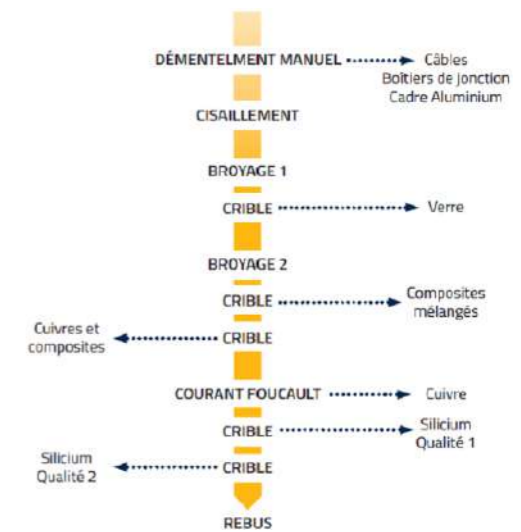 DÉMENTELMENT MANUEL
Câbles
Boîtiers de jonction
Cadre Aluminium
CISAILLEMENT
BROYAGE 1
CRIBLE
Verre
BROYAGE 2
CRIBLE
Composites
mélangés
Cuivres et
composites
CRIBLE
COURANT FOUCAULT
Cuivre
CRIBLE
Silicium
Qualité 1
Silicium
Qualité 2
CRIBLE
REBUS